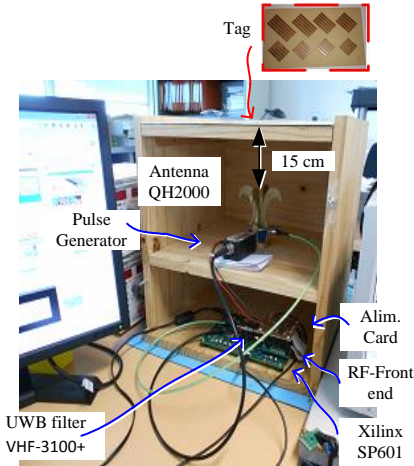 Tag
15 cm
Antenna
QH2000
Pulse
Generator
Alim.
Card
RF-Front
end
UWB filter
VHF-3100+
Xilinx
SP601